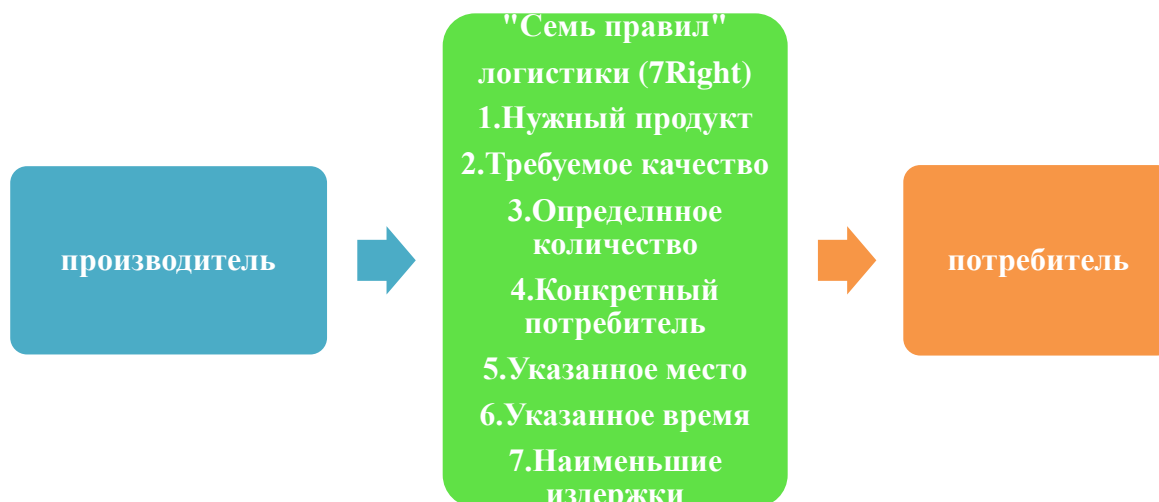 "Семь правил"
логистики (7Right)
1.Нужный продукт
2.Требуемое качество
3.Определнное
количество
4.Конкретный
потребитель
5.Указанное место
6.Указанное время
7.Наименьшие
издержки
производитель
потребитель